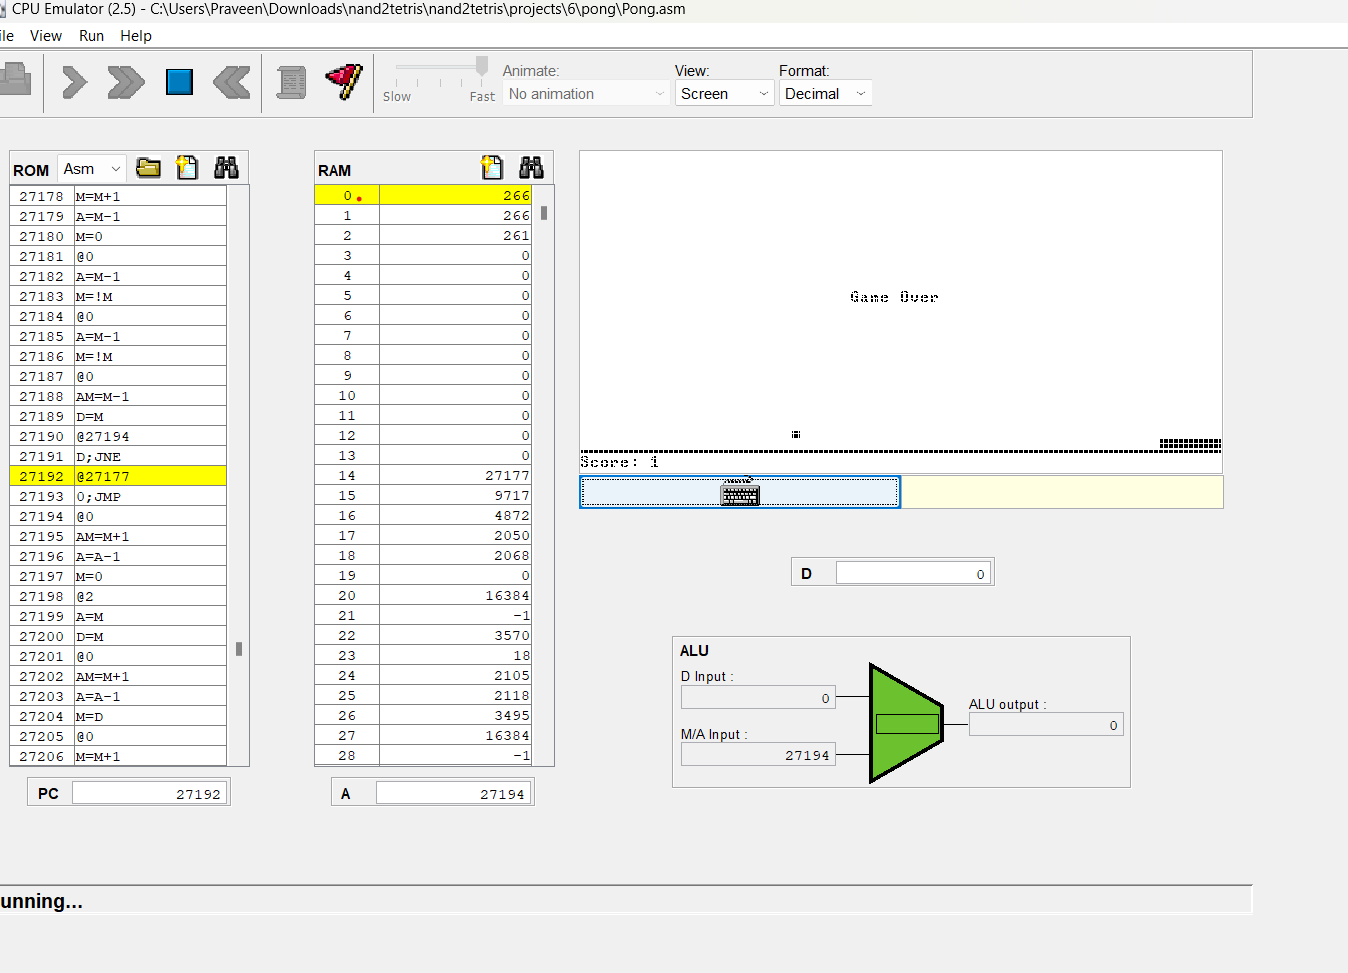 CPU Emulator (2.5) - C:\Users\Praveen\Downloads\nand2tetris\nand2tetris\projects\6\pong\Pong.asm
ile View Run Help
Slow Fast
Animate:
No animation
View:
Screen
Format:
Decimal
ROM Asm
27178 M=M+1
27179 A=M-1
27180 M=0
27181 @0
27182 A=M-1
27183 M=!M
27184 @0
27185 A=M-1
27186 M=!M
27187 @0
27188 AM=M-1
27189 D=M
27190 @27194
27191 D;JNE
27192 @27177
27193 0;JMP
27194 @0
27195 AM=M+1
27196 A=A-1
27197 M=0
27198 @2
27199 A=M
27200 D=M
27201 @0
27202 AM=M+1
27203 A=A-1
27204 M=D
27205 @0
27206 M=M+1
PC 27192
RAM
0 266
1 266
2 261
3 0
4 0
5 0
6 0
7 0
8 0
9 0
10 0
11 0
12 0
13 0
14 27177
15 9717
16 4872
17 2050
18 2068
19 0
20 16384
21 -1
22 3570
23 18
24 2105
25 2118
26 3495
27 16384
28 -1
A 27194
Game Over
Score: 1
D 0
ALU
D Input :
0
M/A Input :
27194
ALU output :
0
unning...